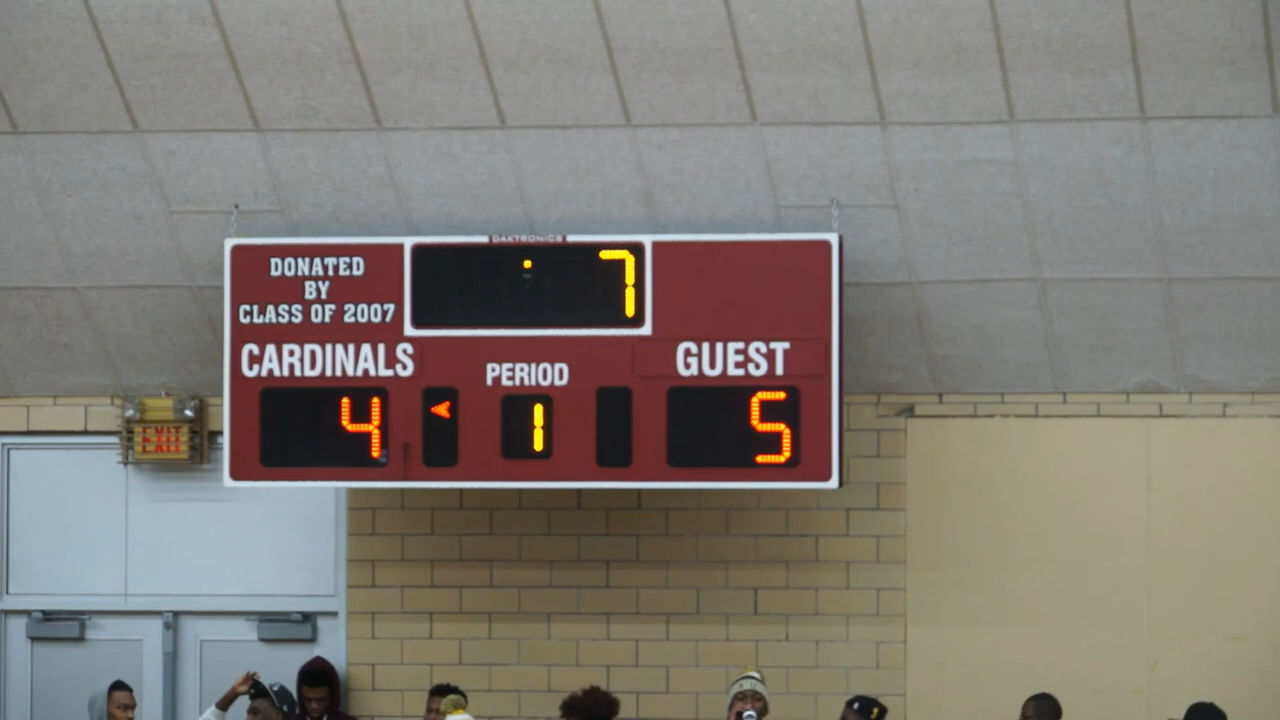 DAKTRONICS
DONATED
BY
CLASS OF 2007
: 7
CARDINALS
PERIOD
GUEST
4
1
5
EXIT